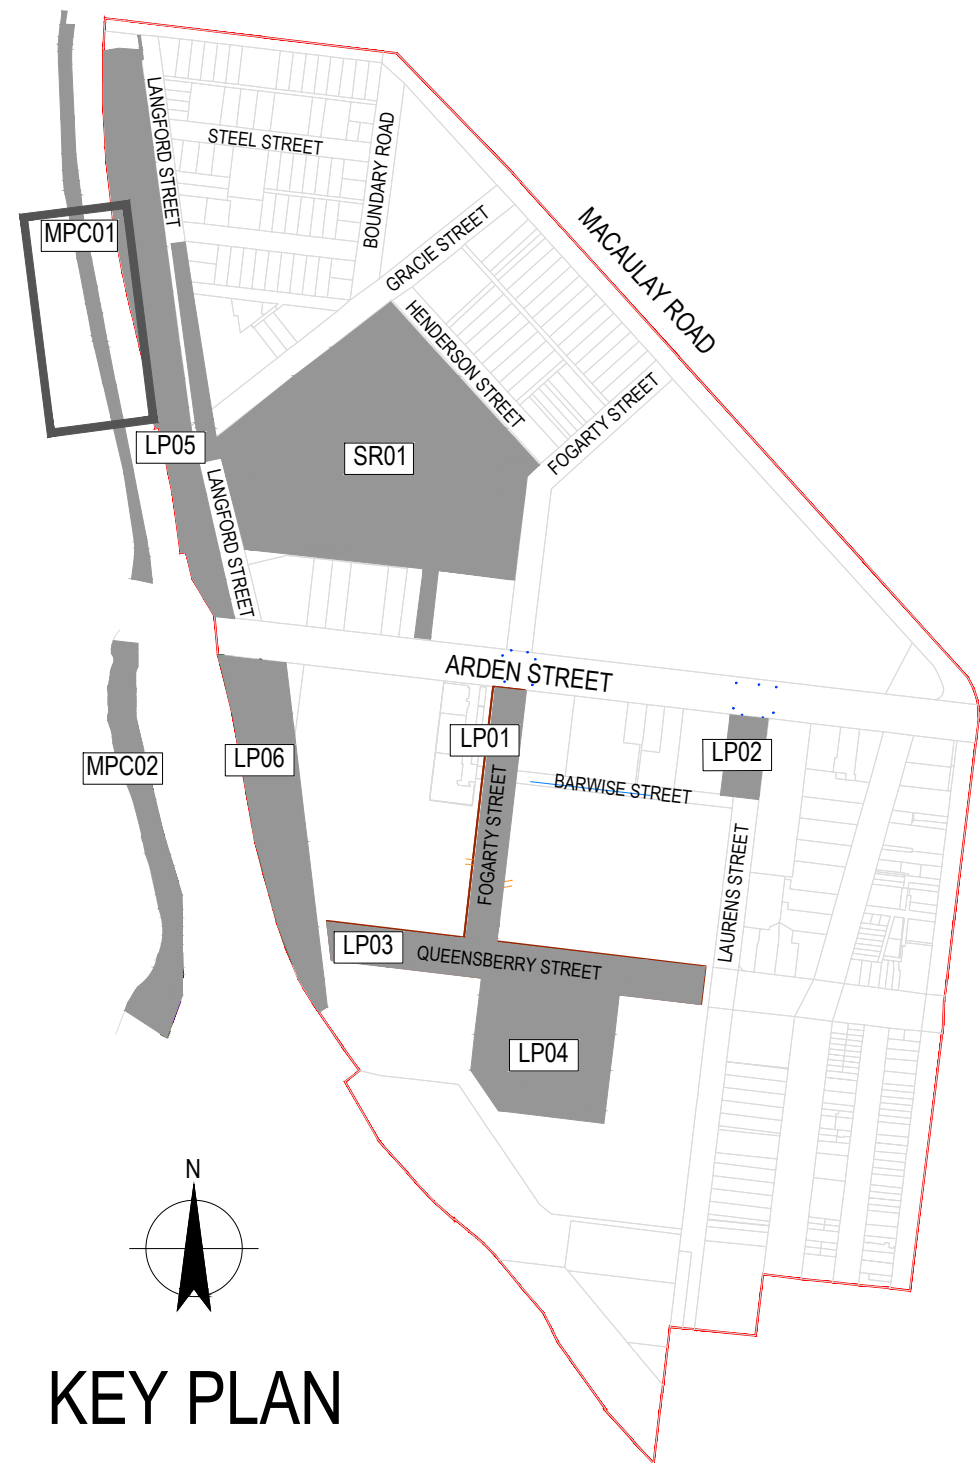 LANGFORD STREET
STEEL STREET
BOUNDARY ROAD
MPC01
GRACIE STREET
MACAULAY ROAD
HENDERSON STREET
FOGARTY STREET
LP05
SR01
LANGFORD STREET
ARDEN STREET
LP01
LP02
LP06
MPC02
BARWISE STREET
FOGARTY STREET
LAURENS STREET
LP03
QUEENSBERRY STREET
LP04
N
KEY PLAN